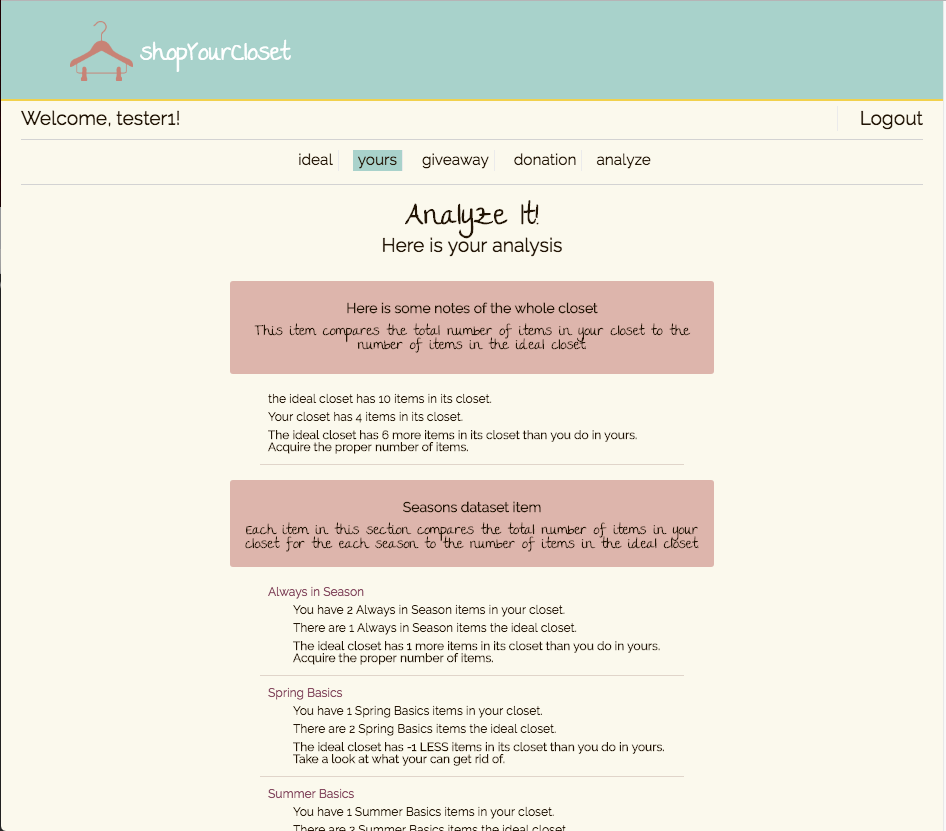 shopYourCloset
Welcome, tester1!
Logout
ideal
yours
giveaway
donation
analyze
Analyze It!
Here is your analysis
Here is some notes of the whole closet
This item compares the total number of items in your closet to the
number of items in the ideal closet
the ideal closet has 10 items in its closet.
Your closet has 4 items in its closet.
The ideal closet has 6 more items in its closet than you do in yours.
Acquire the proper number of items.
Seasons dataset item
Each item in this section compares the total number of items in your
closet for the each season to the number of items in the ideal closet
Always in Season
You have 2 Always in Season items in your closet.
There are 1 Always in Season items the ideal closet.
The ideal closet has 1 more items in its closet than you do in yours.
Acquire the proper number of items.
Spring Basics
You have 1 Spring Basics items in your closet.
There are 2 Spring Basics items the ideal closet.
The ideal closet has -1 LESS items in its closet than you do in yours.
Take a look at what your can get rid of.
Summer Basics
You have 1 Summer Basics items in your closet.
There are 2 Summer Basics items the ideal closet.